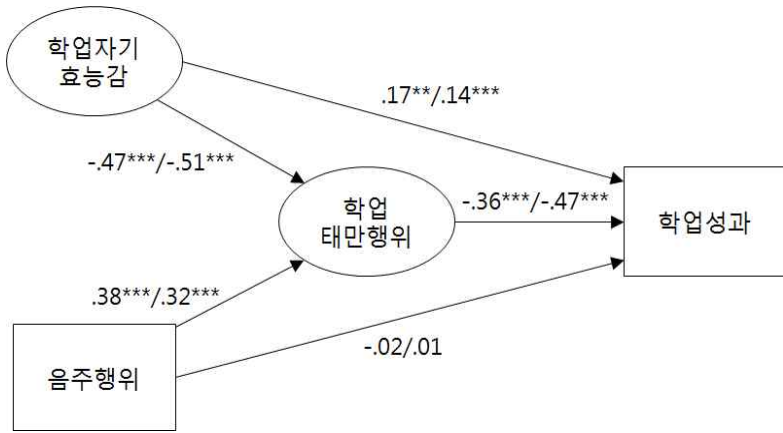 학업자기
효능감
.17**/.14***
-.47***/-.51***
학업
태만행위
-.36***/-.47***
학업성과
.38***/.32***
-.02/.01
음주행위